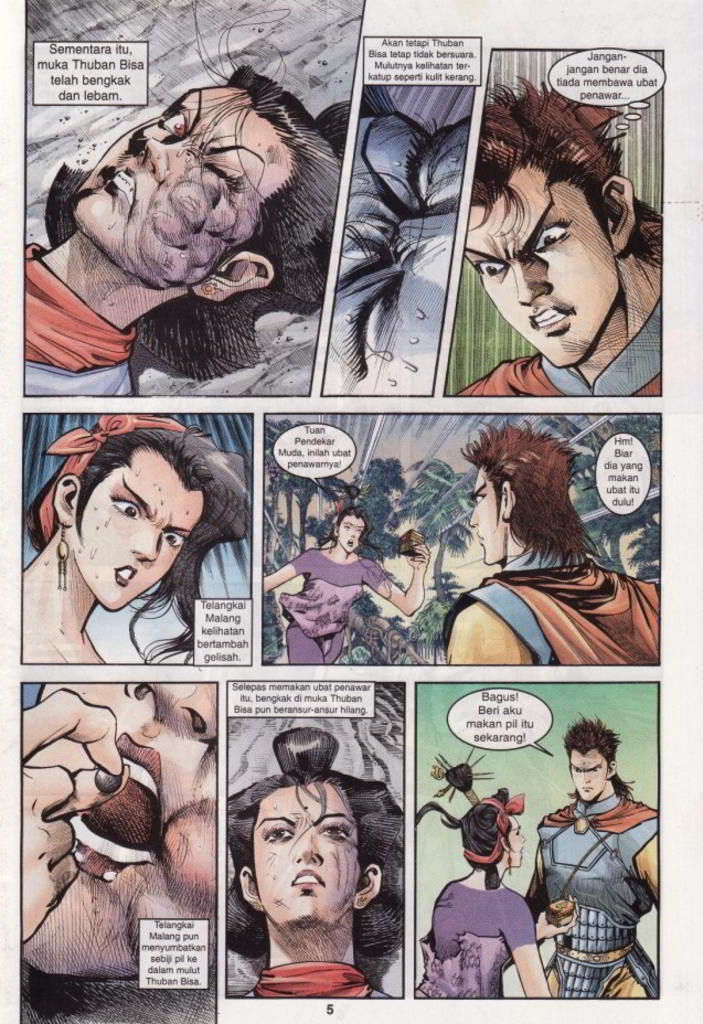 Sementara itu,
muka Thuban Bisa
telah bengkak
dan lebam.
Akan tetapi Thuban
Bisa tetap tidak bersuara.
Mulutnya kelihatan ter-
katup seperti kulit kerang.
Jangan-
jangan benar dia
tiada membawa ubat
penawar...
Telangkai
Malang
kelihatan
bertambah
gelisah.
Tuan
Pendekar
Muda, inilah ubat
penawarnya!
Hm!
Biar
dia yang
makan
ubat itu
dulu!
Telangkai
Malang pun
menyumbatkan
sebiji pil ke
dalam mulut
Thuban Bisa.
Selepas memakan ubat penawar
itu, bengkak di muka Thuban
Bisa pun beransur-ansur hilang.
Bagus!
Beri aku
makan pil itu
sekarang!
5